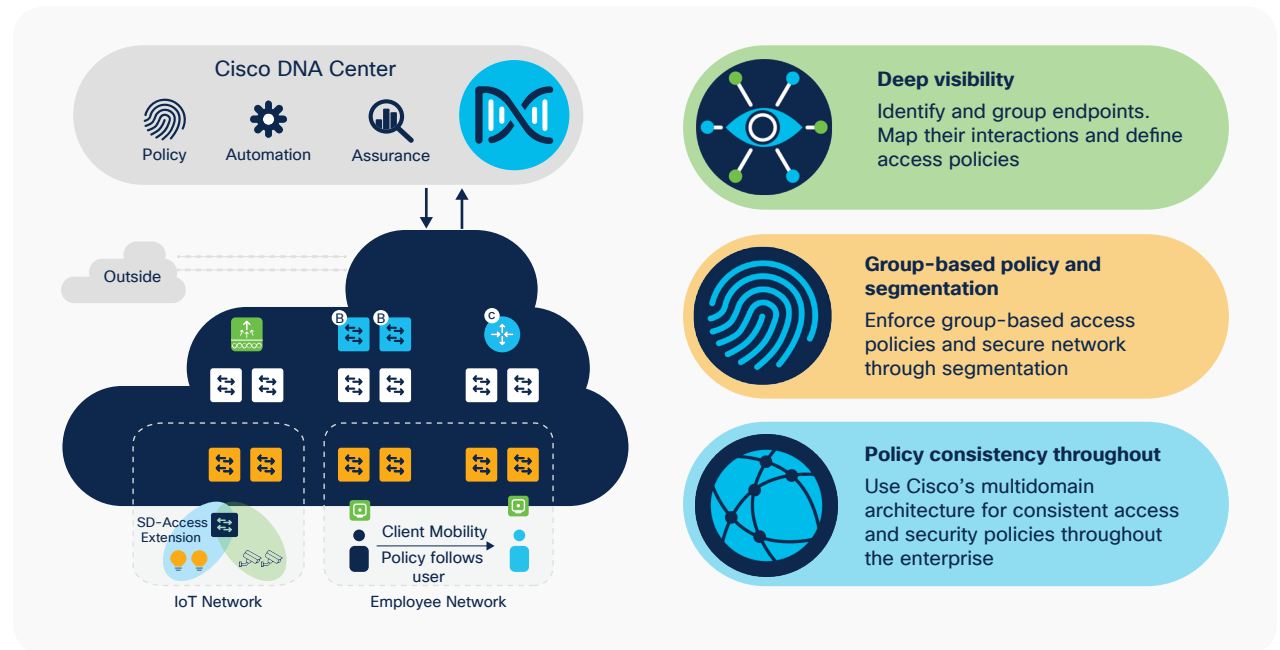 Cisco DNA Center
Policy
Automation
Assurance
Outside
B
B
C
SD-Access
Extension
Client Mobility
Policy follows
user
IoT Network
Employee Network
Deep visibility
Identify and group endpoints.
Map their interactions and define
access policies
Group-based policy and
segmentation
Enforce group-based access
policies and secure network
through segmentation
Policy consistency throughout
Use Cisco’s multidomain
architecture for consistent access
and security policies throughout
the enterprise